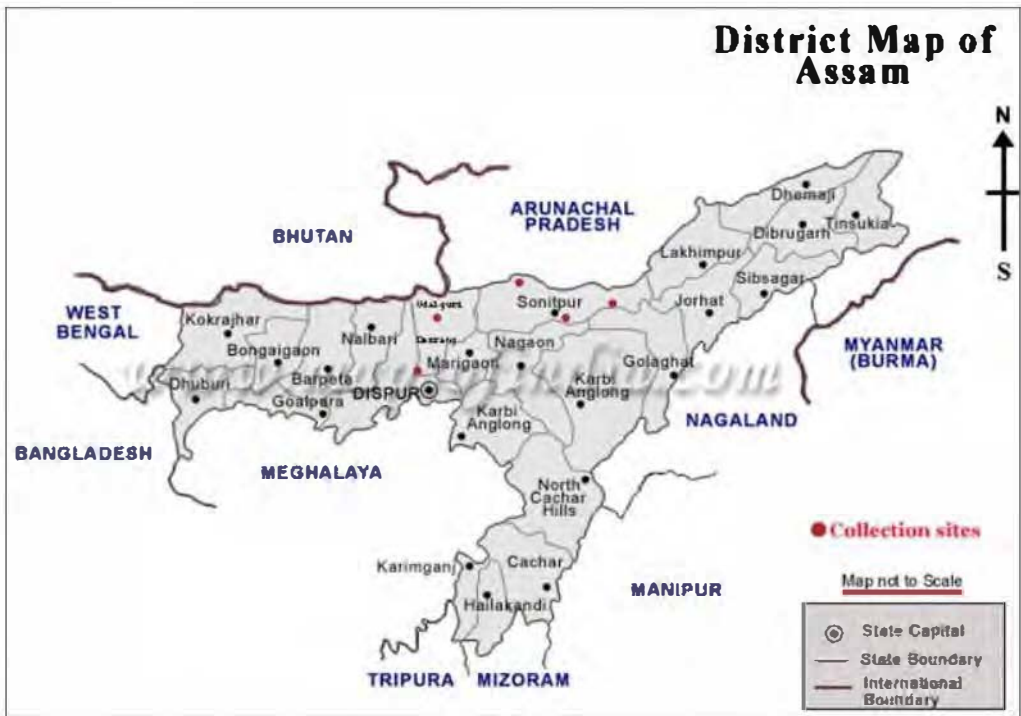 District Map of
Assam
N
S
BHUTAN
ARUNACHAL
PRADESH
WEST
BENGAL
MYANMAR
(BURMA)
NAGALAND
BANGLADESH
MEGHALAYA
MANIPUR
TRIPURA
MIZORAM
Dhemaji
Tinsukia
Dibrugarh
Lakhimpur
Sibsagar
Jorhat
Sonitpur
Kokrajhar
Nalbari
Nagaon
Bongaigaon
Marigaon
Golaghat
Dhuburi
Barpeta
DISPUR
Karbi
Anglong
Goalpara
Karbi
Anglong
North
Cachar
Hills
Karimganj
Cachar
Hailakandi
Collection sites
Map not to Scale
State Capital
State Boundary
International
Boundary